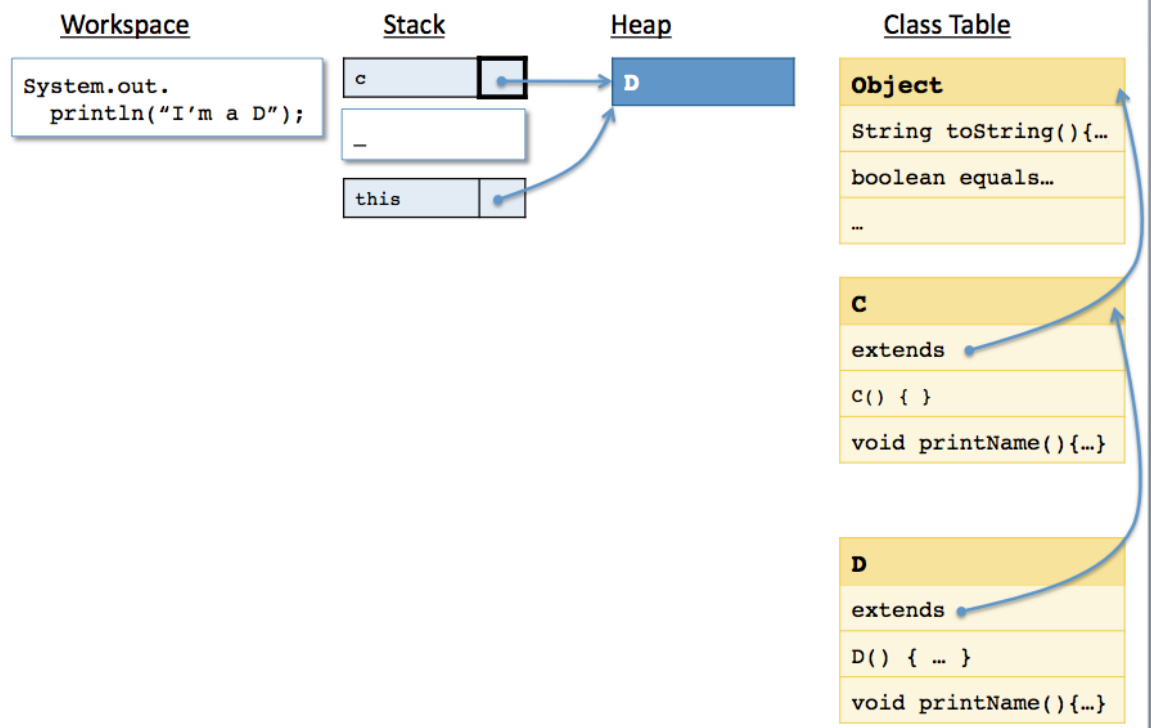 Workspace
Stack
Heap
Class Table
System.out.
println(“I’m a D”);
c
_
this
D
Object
String toString(){…
boolean equals…
…
C
extends
C() { }
void printName(){…}
D
extends
D() { … }
void printName(){…}